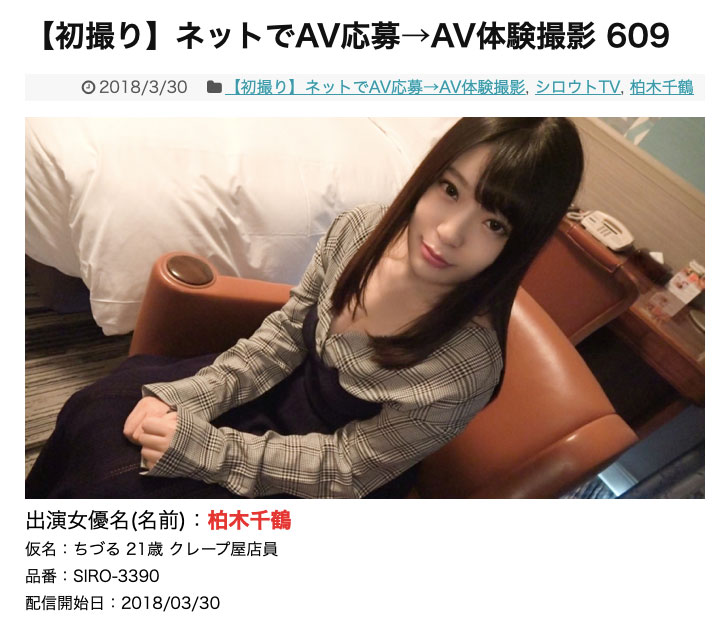 【初撮り】ネットでAV応募→AV体験撮影 609
2018/3/30 【初撮り】ネットでAV応募→AV体験撮影, シロウトTV, 柏木千鶴
出演女優名(名前)：柏木千鶴
仮名：ちづる 21歳 クレープ屋店員
品番：SIRO-3390
配信開始日：2018/03/30